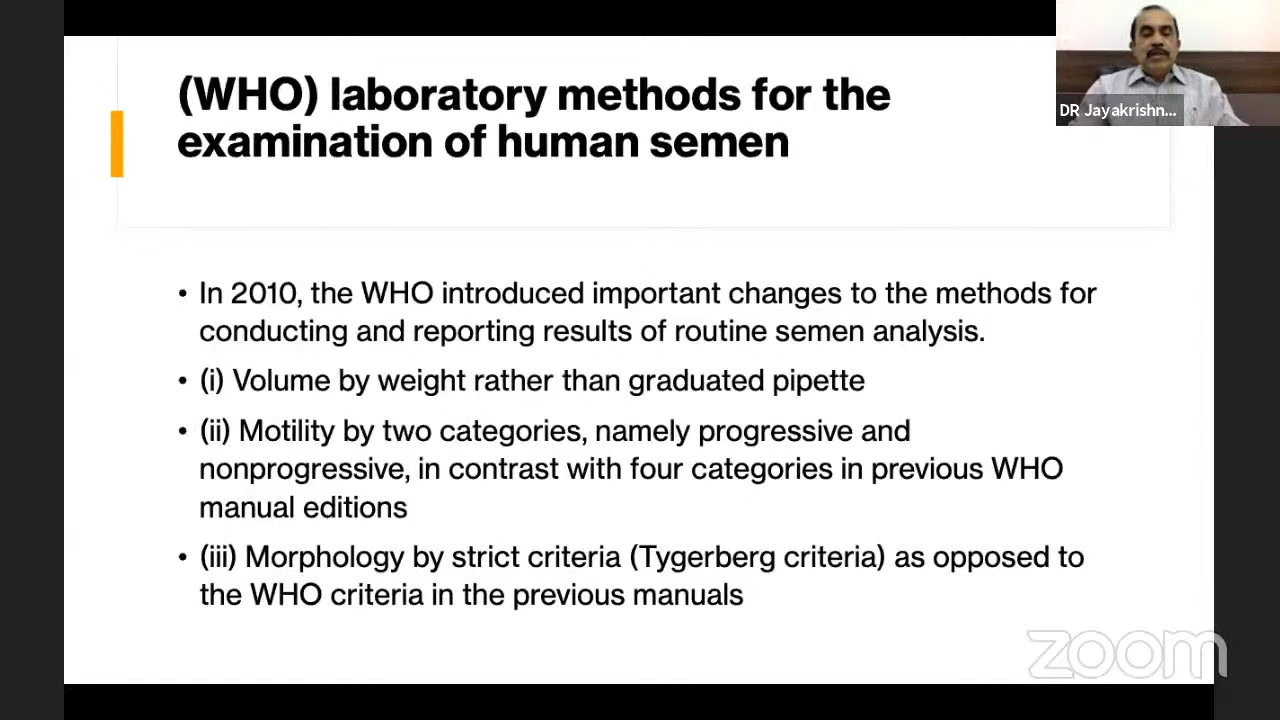 (WHO) laboratory methods for the
examination of human semen
DR Jayakrishn...
• In 2010, the WHO introduced important changes to the methods for
conducting and reporting results of routine semen analysis.
• (i) Volume by weight rather than graduated pipette
• (ii) Motility by two categories, namely progressive and
nonprogressive, in contrast with four categories in previous WHO
manual editions
• (iii) Morphology by strict criteria (Tygerberg criteria) as opposed to
the WHO criteria in the previous manuals
zoom